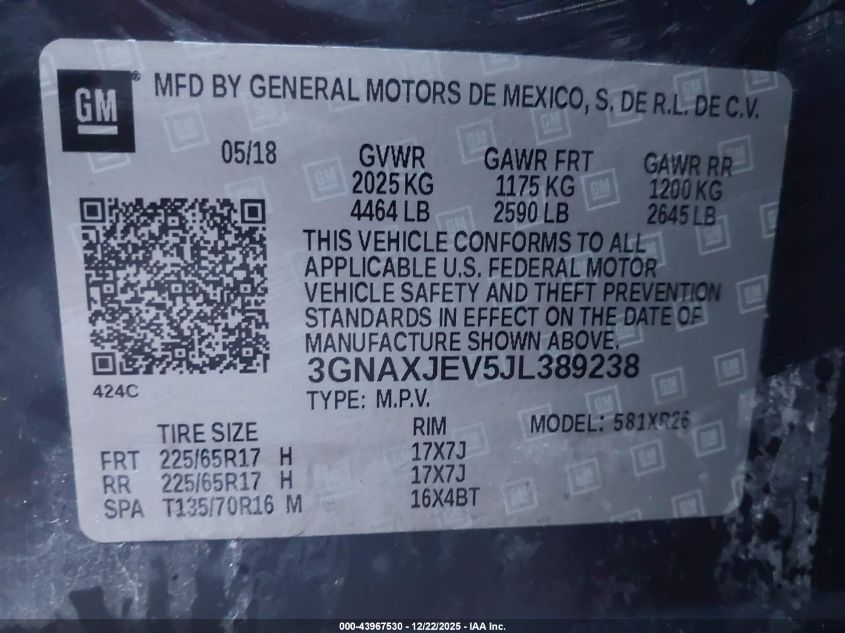 GM
MFD BY GENERAL MOTORS DE MEXICO, S. DE R.L. DE C.V.
05/18 GVWR GAWR FRT GAWR RR
2025 KG 1175 KG 1200 KG
4464 LB 2590 LB 2645 LB
THIS VEHICLE CONFORMS TO ALL
APPLICABLE U.S. FEDERAL MOTOR
VEHICLE SAFETY AND THEFT PREVENTION
STANDARDS IN EFFECT ON THE DATE OF
MANUFACTURE SHOWN ABOVE.
3GNAXJEV5JL389238
424C
TYPE: M.P.V.
TIRE SIZE RIM MODEL: 581XR26
FRT 225/65R17 H 17X7J
RR 225/65R17 H 17X7J
SPA T135/70R16 M 16X4BT
000-43967530 - 12/22/2025 - IAA Inc.